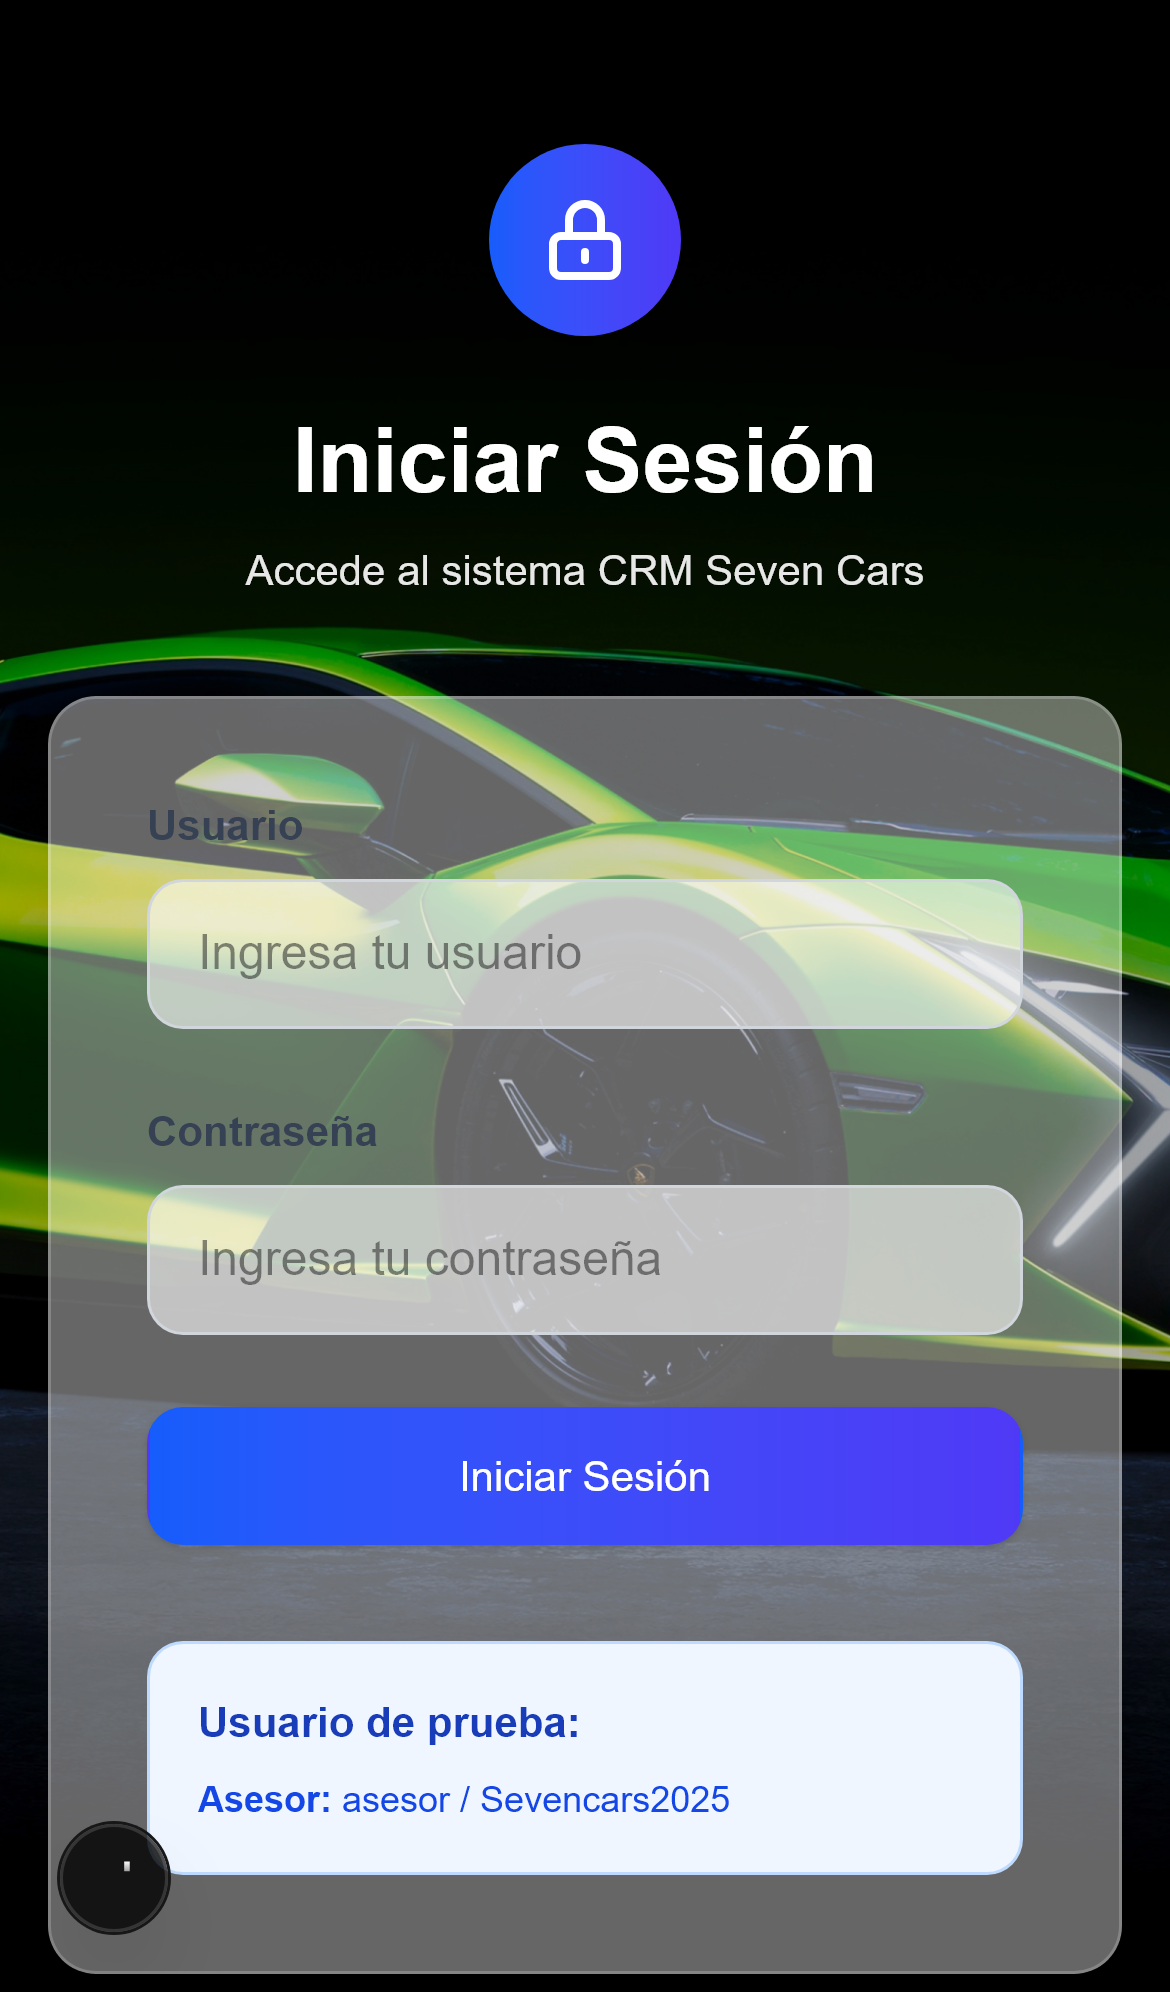 Iniciar Sesión
Accede al sistema CRM Seven Cars
Usuario
Ingresa tu usuario
Contraseña
Ingresa tu contraseña
Iniciar Sesión
Usuario de prueba:
Asesor: asesor / Sevencars2025